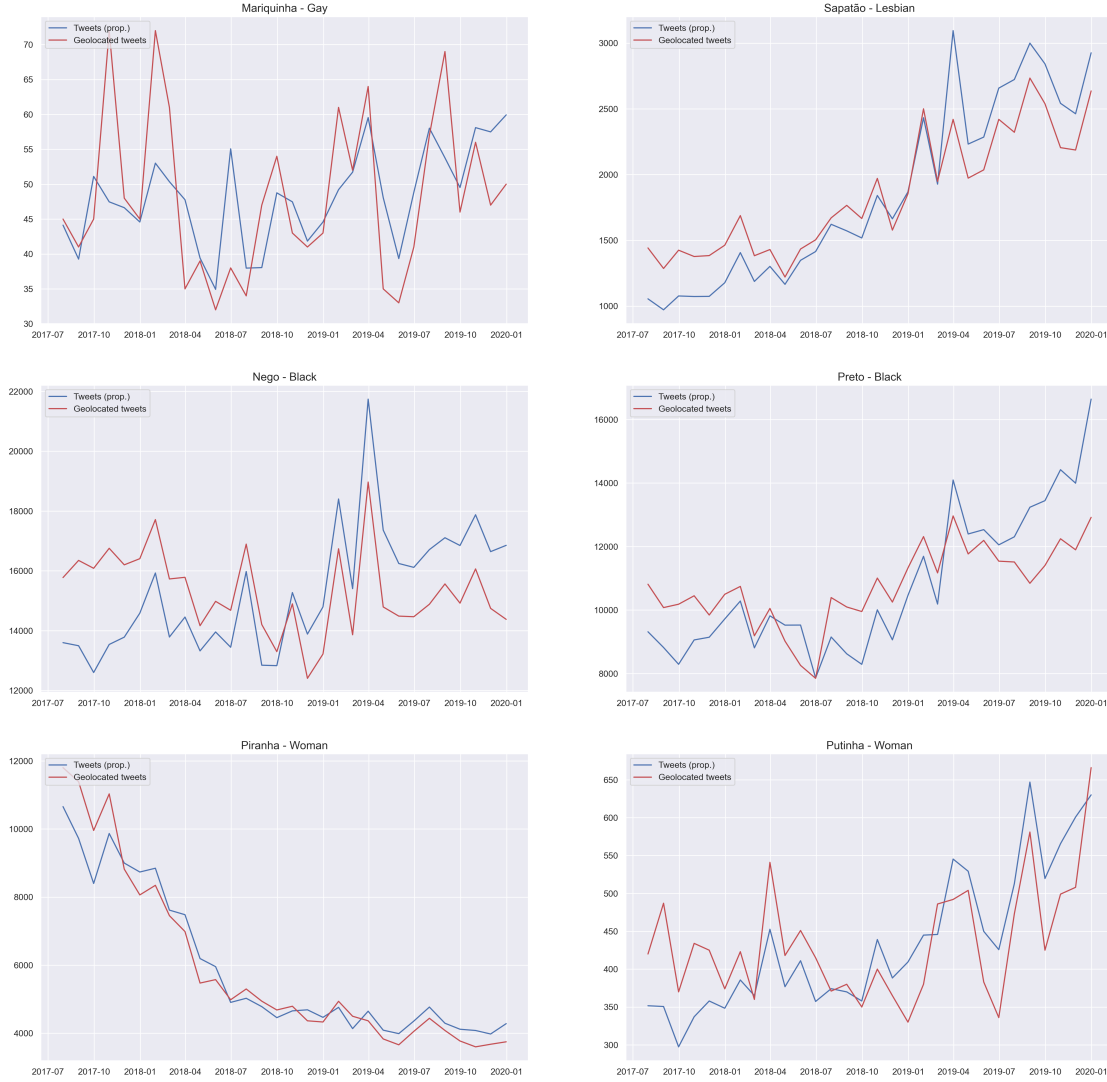 Mariquinha - Gay
Tweets (prop.)
Geolocated tweets
70
65
60
55
50
45
40
35
30
2017-07 2017-10 2018-01 2018-04 2018-07 2018-10 2019-01 2019-04 2019-07 2019-10 2020-01
Sapatão - Lesbian
Tweets (prop.)
Geolocated tweets
3000
2500
2000
1500
1000
2017-07 2017-10 2018-01 2018-04 2018-07 2018-10 2019-01 2019-04 2019-07 2019-10 2020-01
Nego - Black
Tweets (prop.)
Geolocated tweets
22000
20000
18000
16000
14000
12000
2017-07 2017-10 2018-01 2018-04 2018-07 2018-10 2019-01 2019-04 2019-07 2019-10 2020-01
Preto - Black
Tweets (prop.)
Geolocated tweets
16000
14000
12000
10000
8000
2017-07 2017-10 2018-01 2018-04 2018-07 2018-10 2019-01 2019-04 2019-07 2019-10 2020-01
Piranha - Woman
Tweets (prop.)
Geolocated tweets
12000
10000
8000
6000
4000
2017-07 2017-10 2018-01 2018-04 2018-07 2018-10 2019-01 2019-04 2019-07 2019-10 2020-01
Putinha - Woman
Tweets (prop.)
Geolocated tweets
650
600
550
500
450
400
350
300
2017-07 2017-10 2018-01 2018-04 2018-07 2018-10 2019-01 2019-04 2019-07 2019-10 2020-01